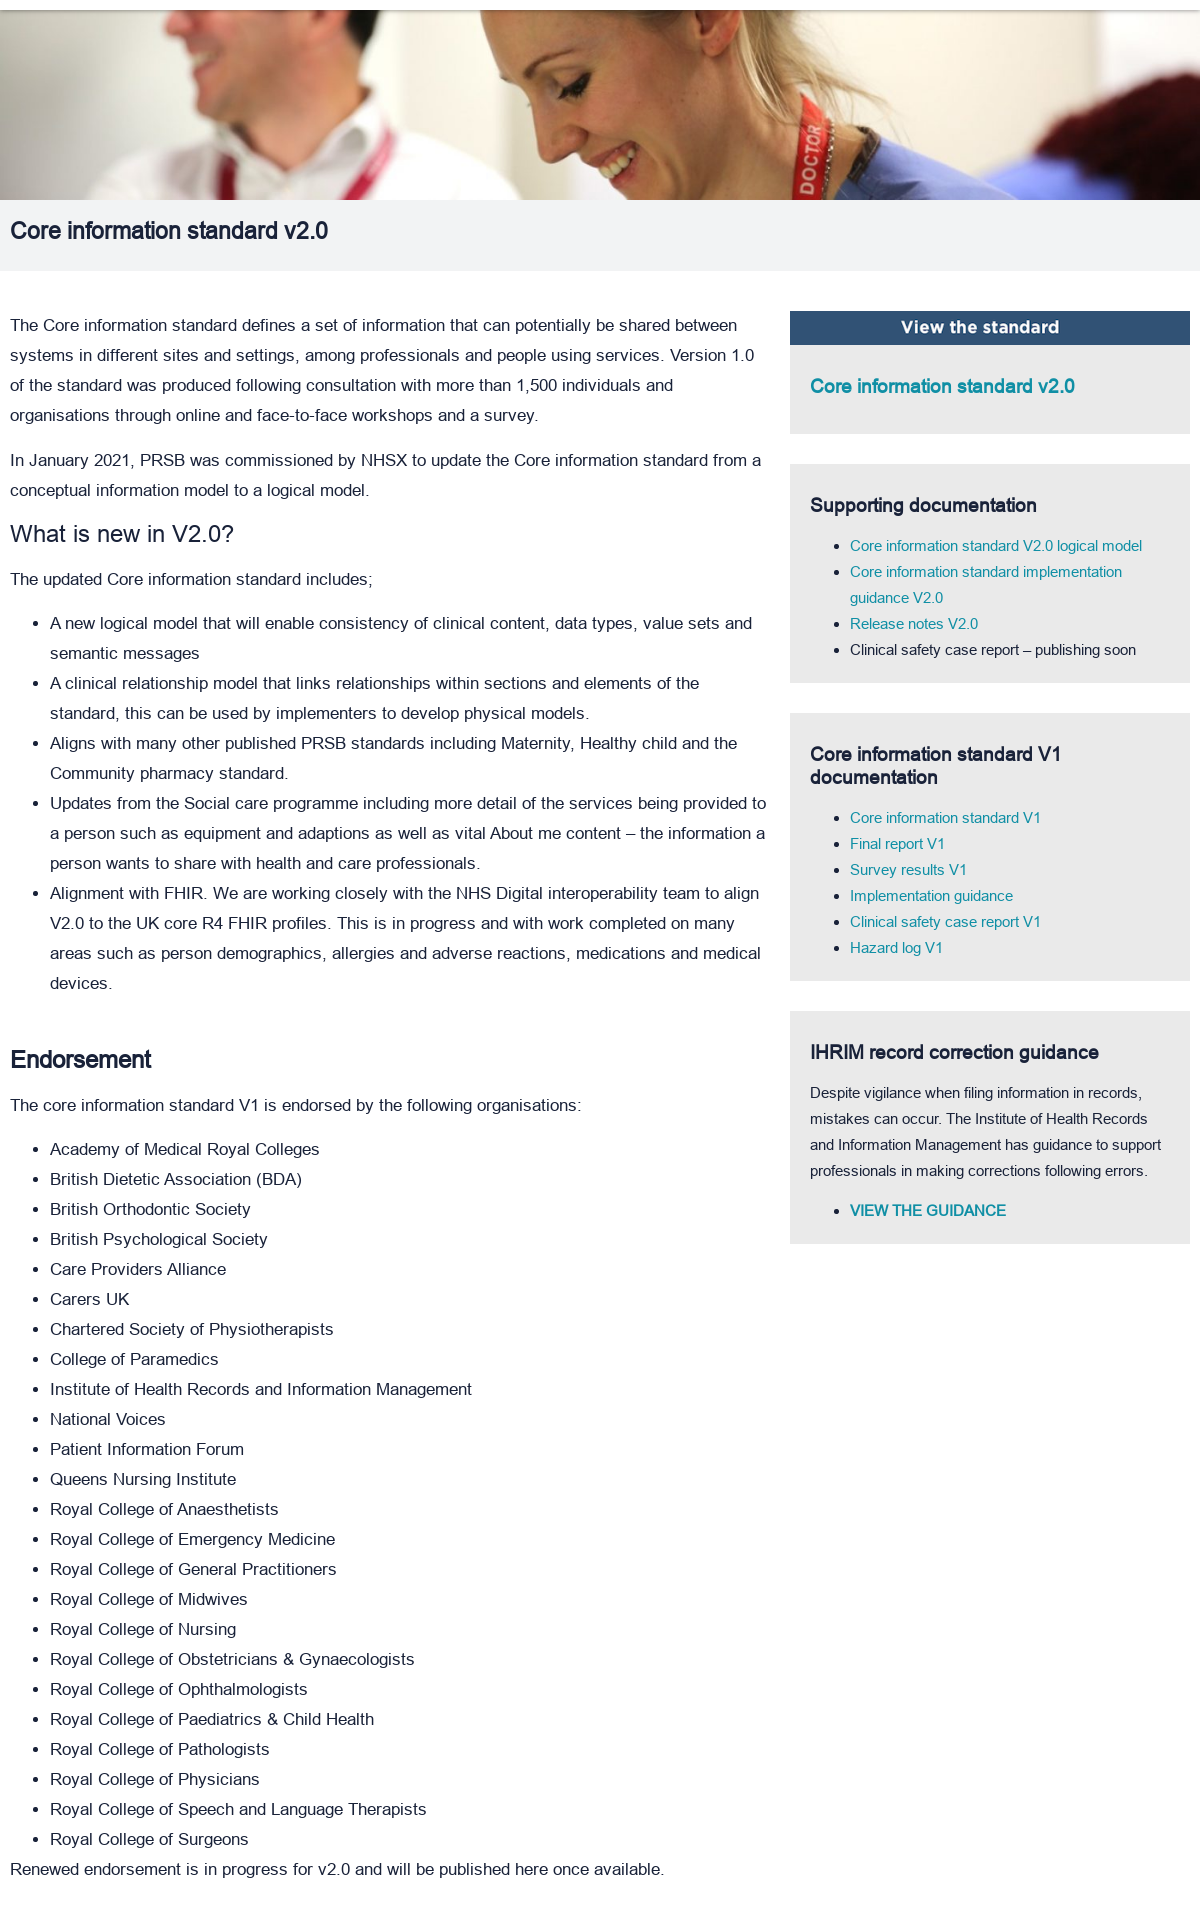 DOCTOR
Core information standard v2.0
The Core information standard defines a set of information that can potentially be shared between
systems in different sites and settings, among professionals and people using services. Version 1.0
of the standard was produced following consultation with more than 1,500 individuals and
organisations through online and face-to-face workshops and a survey.
In January 2021, PRSB was commissioned by NHSX to update the Core information standard from a
conceptual information model to a logical model.
What is new in V2.0?
The updated Core information standard includes;
• A new logical model that will enable consistency of clinical content, data types, value sets and
semantic messages
• A clinical relationship model that links relationships within sections and elements of the
standard, this can be used by implementers to develop physical models.
• Aligns with many other published PRSB standards including Maternity, Healthy child and the
Community pharmacy standard.
• Updates from the Social care programme including more detail of the services being provided to
a person such as equipment and adaptions as well as vital About me content – the information a
person wants to share with health and care professionals.
• Alignment with FHIR. We are working closely with the NHS Digital interoperability team to align
V2.0 to the UK core R4 FHIR profiles. This is in progress and with work completed on many
areas such as person demographics, allergies and adverse reactions, medications and medical
devices.
Endorsement
The core information standard V1 is endorsed by the following organisations:
• Academy of Medical Royal Colleges
• British Dietetic Association (BDA)
• British Orthodontic Society
• British Psychological Society
• Care Providers Alliance
• Carers UK
• Chartered Society of Physiotherapists
• College of Paramedics
• Institute of Health Records and Information Management
• National Voices
• Patient Information Forum
• Queens Nursing Institute
• Royal College of Anaesthetists
• Royal College of Emergency Medicine
• Royal College of General Practitioners
• Royal College of Midwives
• Royal College of Nursing
• Royal College of Obstetricians & Gynaecologists
• Royal College of Ophthalmologists
• Royal College of Paediatrics & Child Health
• Royal College of Pathologists
• Royal College of Physicians
• Royal College of Speech and Language Therapists
• Royal College of Surgeons
Renewed endorsement is in progress for v2.0 and will be published here once available.
View the standard
Core information standard v2.0
Supporting documentation
• Core information standard V2.0 logical model
• Core information standard implementation
guidance V2.0
• Release notes V2.0
• Clinical safety case report – publishing soon
Core information standard V1
documentation
• Core information standard V1
• Final report V1
• Survey results V1
• Implementation guidance
• Clinical safety case report V1
• Hazard log V1
IHRIM record correction guidance
Despite vigilance when filing information in records,
mistakes can occur. The Institute of Health Records
and Information Management has guidance to support
professionals in making corrections following errors.
• VIEW THE GUIDANCE